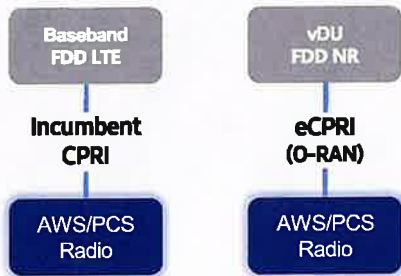 Baseband
FDD LTE
Incumbent
CPRI
AWS/PCS
Radio
vDU
FDD NR
eCPRI
(O-RAN)
AWS/PCS
Radio